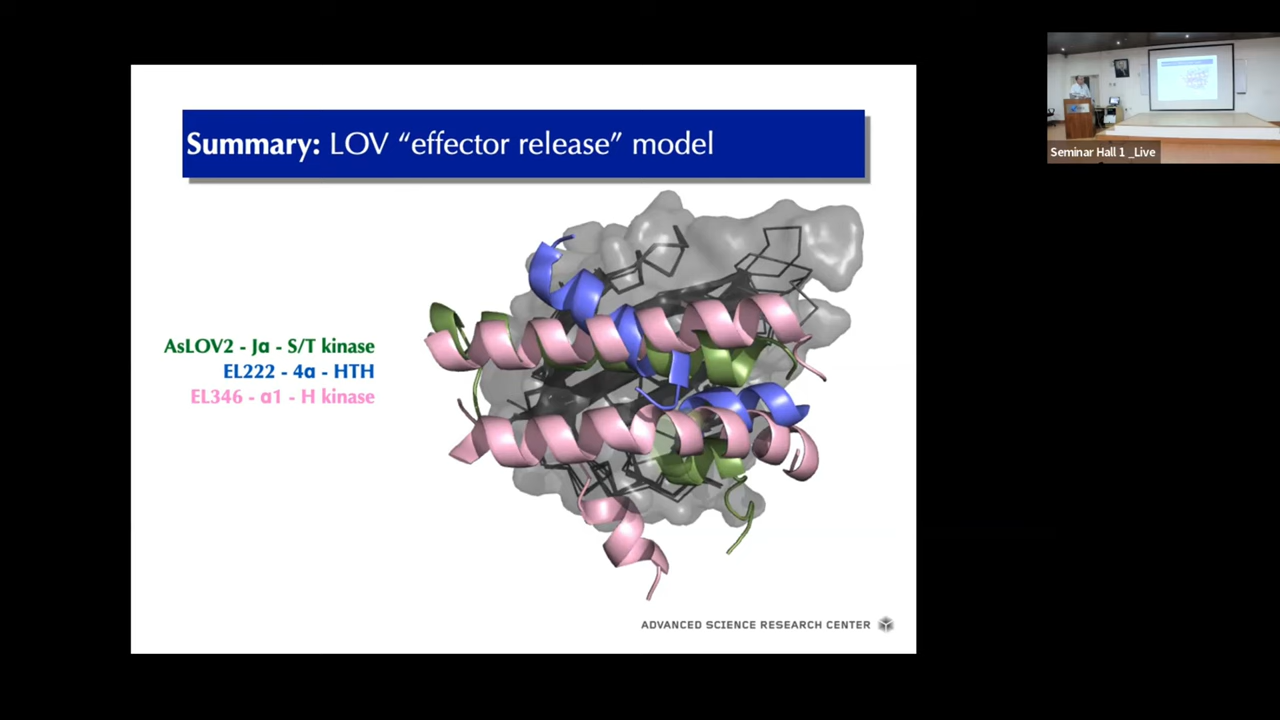 Summary: LOV “effector release” model
AsLOV2 - Jα - S/T kinase
EL222 - 4α - HTH
EL346 - α1 - H kinase
ADVANCED SCIENCE RESEARCH CENTER
Seminar Hall 1 _Live